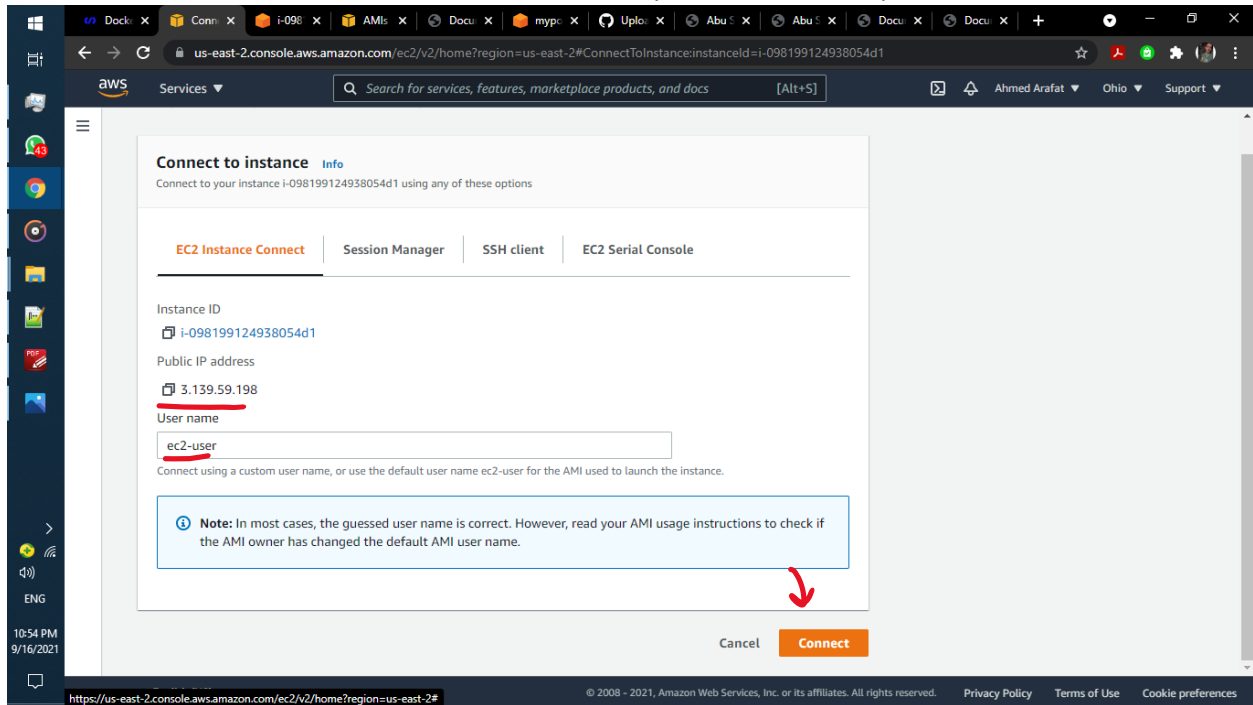 Docke
Conne
i-098
AMIs
Docu
mypo
Uploa
Abu S
Abu S
Docu
Docu
us-east-2.console.aws.amazon.com/ec2/v2/home?region=us-east-2#ConnectToInstance:instanceId=i-098199124938054d1
aws
Services ▼
Search for services, features, marketplace products, and docs
[Alt+S]
Ahmed Arafat ▼
Ohio ▼
Support ▼
43
Connect to instance Info
Connect to your instance i-098199124938054d1 using any of these options
EC2 Instance Connect
Session Manager
SSH client
EC2 Serial Console
Instance ID
i-098199124938054d1
Public IP address
3.139.59.198
User name
ec2-user
Connect using a custom user name, or use the default user name ec2-user for the AMI used to launch the instance.
Note: In most cases, the guessed user name is correct. However, read your AMI usage instructions to check if
the AMI owner has changed the default AMI user name.
Cancel
Connect
PDF
ENG
10:54 PM
9/16/2021
https://us-east-2.console.aws.amazon.com/ec2/v2/home?region=us-east-2#
© 2008 - 2021, Amazon Web Services, Inc. or its affiliates. All rights reserved.
Privacy Policy
Terms of Use
Cookie preferences